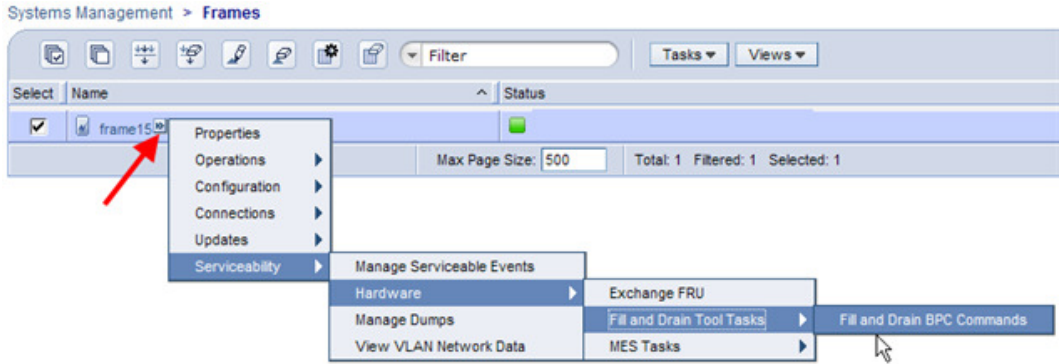 Systems Management > Frames
Filter Tasks Views
Select Name Status
frame15
Properties
Operations Max Page Size: 500 Total: 1 Filtered: 1 Selected: 1
Configuration
Connections
Updates
Serviceability Manage Serviceable Events
Hardware Exchange FRU
Manage Dumps Fill and Drain Tool Tasks Fill and Drain BPC Commands
View VLAN Network Data MES Tasks